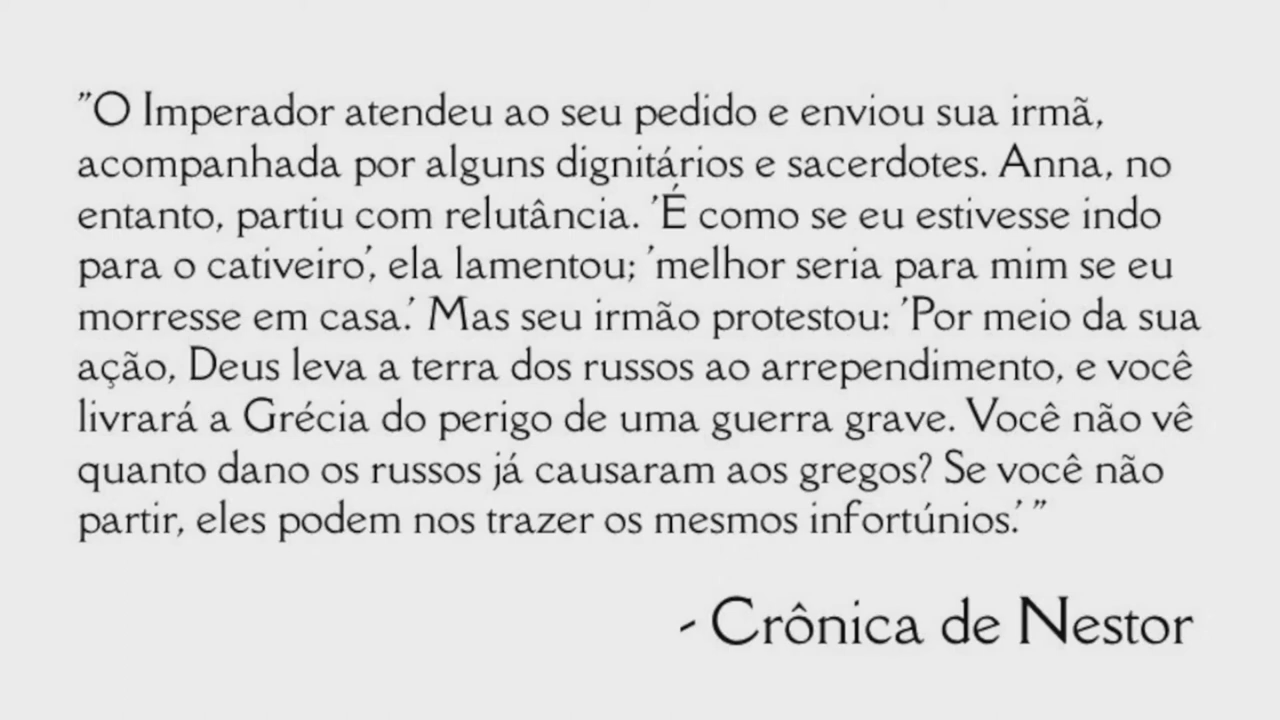 "O Imperador atendeu ao seu pedido e enviou sua irmã,
acompanhada por alguns dignitários e sacerdotes. Anna, no
entanto, partiu com relutância. 'É como se eu estivesse indo
para o cativeiro', ela lamentou; 'melhor seria para mim se eu
morresse em casa.' Mas seu irmão protestou: 'Por meio da sua
ação, Deus leva a terra dos russos ao arrependimento, e você
livrará a Grécia do perigo de uma guerra grave. Você não vê
quanto dano os russos já causaram aos gregos? Se você não
partir, eles podem nos trazer os mesmos infortúnios.' "
- Crônica de Nestor